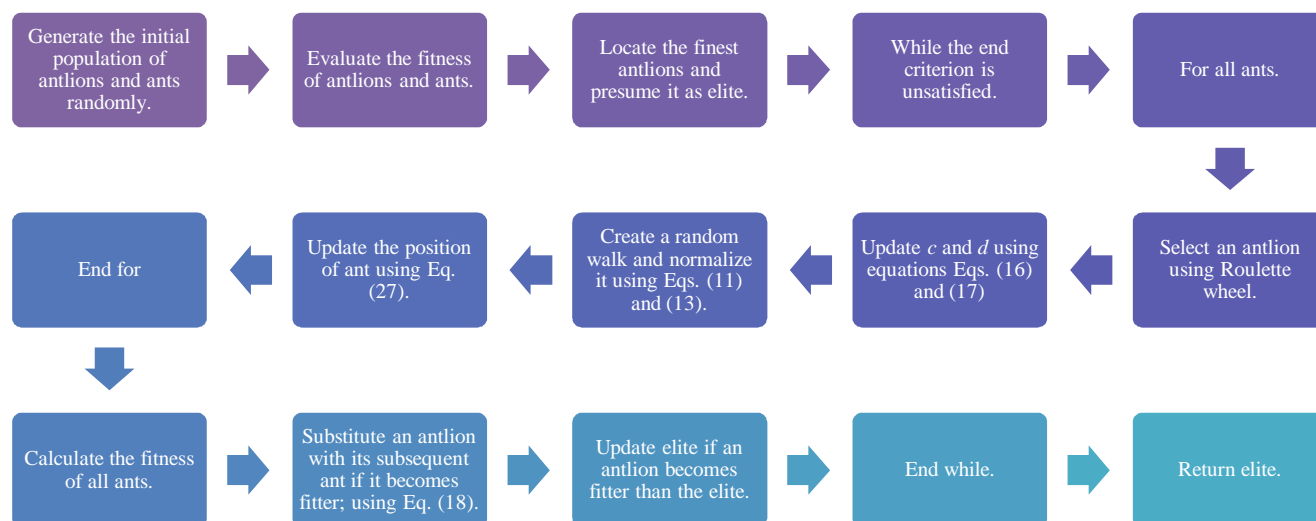 Generate the initial
population of
antlions and ants
randomly.
Evaluate the fitness
of antlions and ants.
Locate the finest
antlions and
presume it as elite.
While the end
criterion is
unsatisfied.
For all ants.
Select an antlion
using Roulette
wheel.
Update c and d using
equations Eqs. (16)
and (17)
Create a random
walk and normalize
it using Eqs. (11)
and (13).
Update the position
of ant using Eq.
(27).
End for
Calculate the fitness
of all ants.
Substitute an antlion
with its subsequent
ant if it becomes
fitter; using Eq. (18).
Update elite if an
antlion becomes
fitter than the elite.
End while.
Return elite.